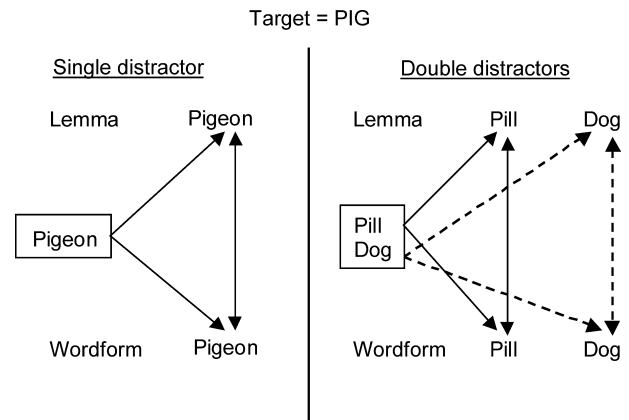 Target = PIG
Single distractor
Lemma Pigeon
Pigeon
Wordform Pigeon
Double distractors
Lemma Pill Dog
Pill
Dog
Wordform Pill Dog